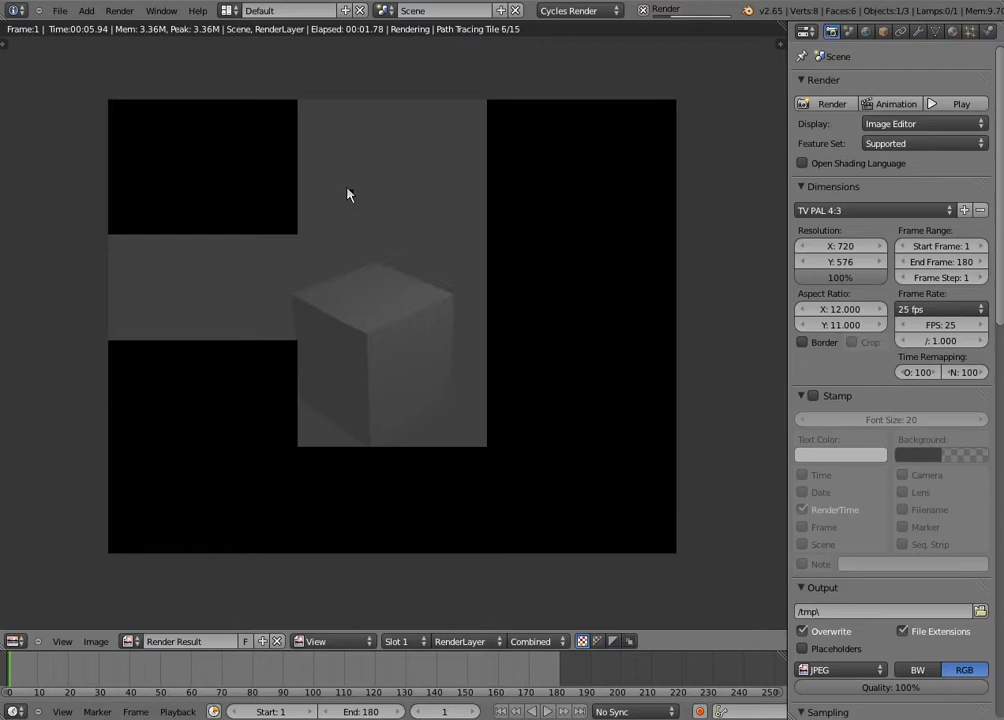 File Add Render Window Help Default Scene Cycles Render Render v2.65 | Verts:8 | Faces:6 | Objects:1/3 | Lamps:0/1 | Mem:9.70
Frame:1 | Time:00:05.94 | Mem: 3.36M, Peak: 3.36M | Scene, RenderLayer | Elapsed: 00:01.78 | Rendering | Path Tracing Tile 6/15
Scene
Render
Render Animation Play
Display: Image Editor
Feature Set: Supported
Open Shading Language
Dimensions
TV PAL 4:3
Resolution: Frame Range:
X: 720 Start Frame: 1
Y: 576 End Frame: 180
100% Frame Step: 1
Aspect Ratio: Frame Rate:
X: 12.000 25 fps
Y: 11.000 FPS: 25
Border Crop /: 1.000
Time Remapping:
O: 100 N: 100
Stamp
Font Size: 20
Text Color: Background:
Time Camera
Date Lens
RenderTime Filename
Frame Marker
Scene Seq. Strip
Note
Output
/tmp\
Overwrite File Extensions
Placeholders
JPEG BW RGB
Quality: 100%
Sampling
View Image Render Result F View Slot 1 RenderLayer Combined
0 10 20 30 40 50 60 70 80 90 100 110 120 130 140 150 160 170 180 190 200 210 220 230 240 250
View Marker Frame Playback Start: 1 End: 180 1 No Sync